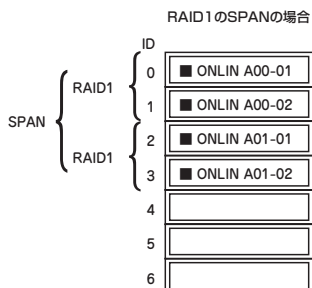 RAID1のSPANの場合
ID
0 ■ ONLIN A00-01
RAID1
1 ■ ONLIN A00-02
SPAN
2 ■ ONLIN A01-01
RAID1
3 ■ ONLIN A01-02
4
5
6